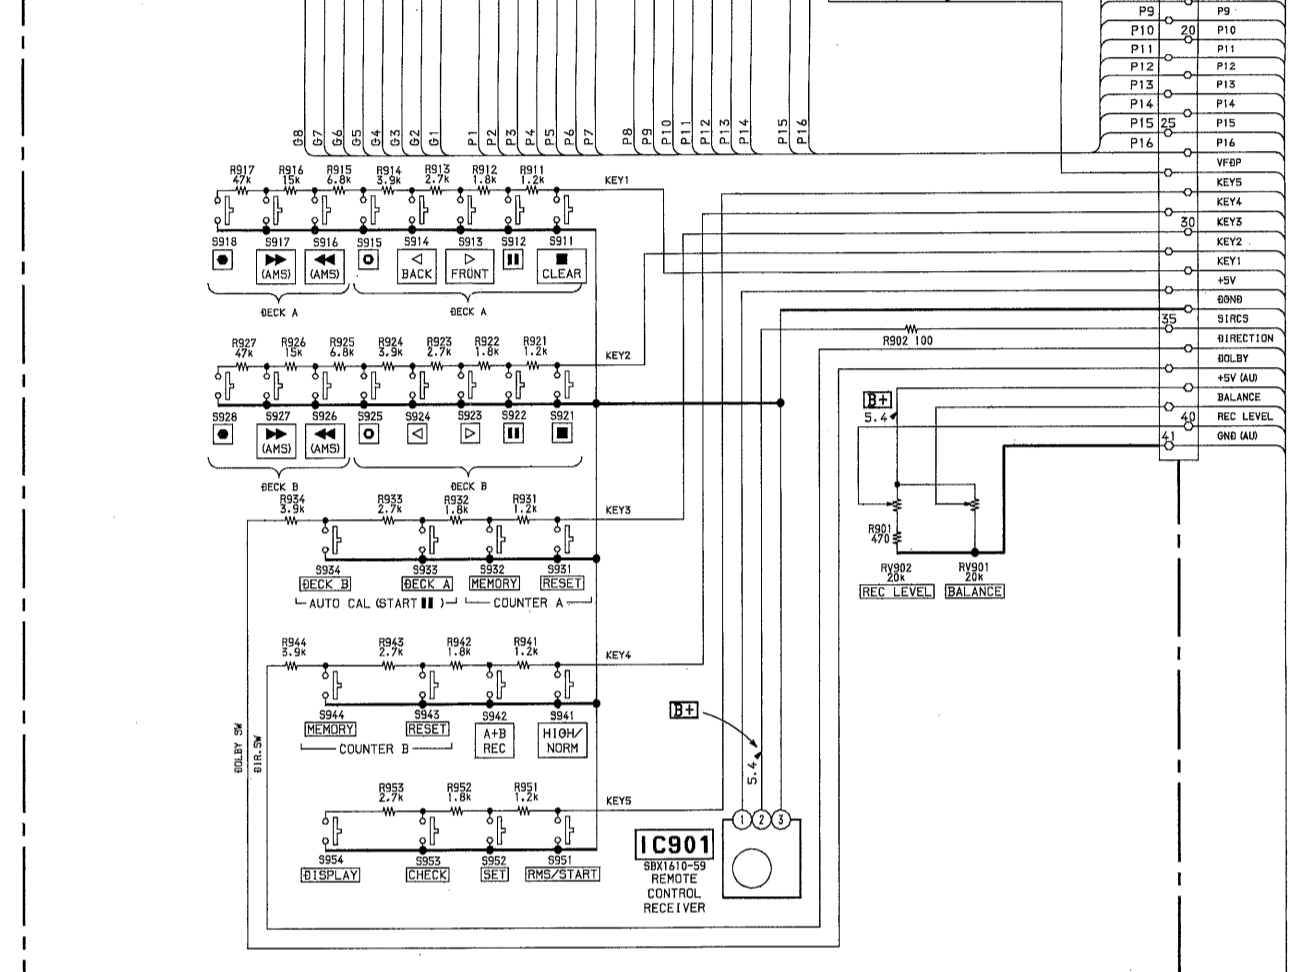 P9 P9
P10 20 P10
P11 P11
P12 P12
P13 P13
P14 P14
P15 25 P15
P16 P16
G8 G7 G6 G5 G4 G3 G2 G1 P1 P2 P3 P4 P5 P6 P7 P8 P9 P10 P11 P12 P13 P14 P15 P16
VFDP
KEY5
KEY4
30 KEY3
KEY2
KEY1
+5V
DGND
35 SIRCS
DIRECTION
DOLBY
+5V (AU)
BALANCE
40 REC LEVEL
41 GND (AU)
R917 R916 R915 R914 R913 R912 R911
47k 15k 6.8k 3.9k 2.7k 1.8k 1.2k
KEY1
S918 S917 S916 S915 S914 S913 S912 S911
(AMS) (AMS) BACK FRONT CLEAR
DECK A DECK A
R927 R926 R925 R924 R923 R922 R921
47k 15k 6.8k 3.9k 2.7k 1.8k 1.2k
KEY2
S928 S927 S926 S925 S924 S923 S922 S921
(AMS) (AMS)
DECK B DECK B
R902 100
B+
5.4
R901
470
RV902 RV901
20k 20k
REC LEVEL BALANCE
R934 R933 R932 R931
3.9k 2.7k 1.8k 1.2k
KEY3
S934 S933 S932 S931
DECK B DECK A MEMORY RESET
AUTO CAL (START ) COUNTER A
R944 R943 R942 R941
3.9k 2.7k 1.8k 1.2k
KEY4
S944 S943 S942 S941
MEMORY RESET A+B HIGH/
REC NORM
COUNTER B
DOLBY SW
DIR.SW
B+
5.4
R953 R952 R951
2.7k 1.8k 1.2k
KEY5
S954 S953 S952 S951
DISPLAY CHECK SET RMS/START
1 2 3
IC901
SBX1610-59
REMOTE
CONTROL
RECEIVER